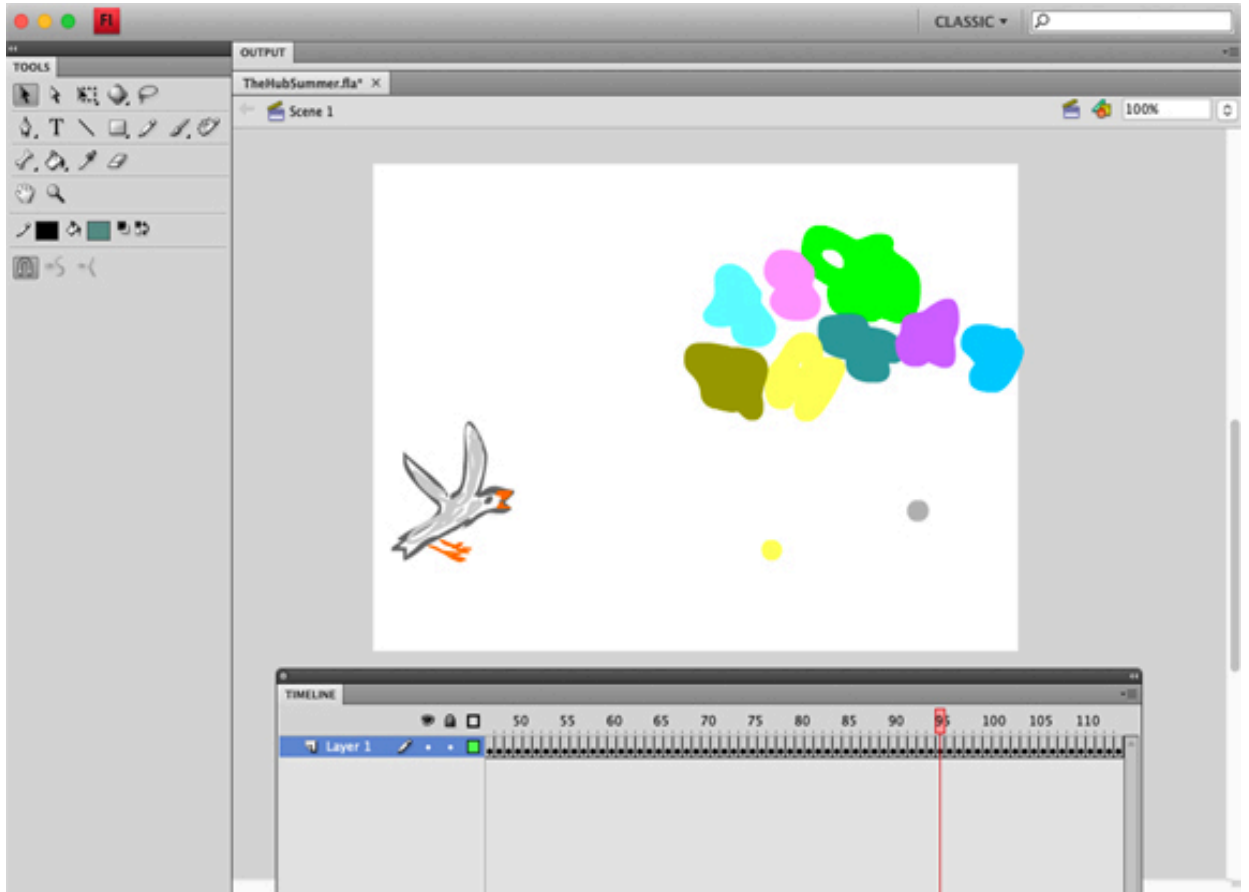 Fl
CLASSIC
TOOLS
T
OUTPUT
TheHubSummer.fla* ×
Scene 1
100%
TIMELINE
50 55 60 65 70 75 80 85 90 95 100 105 110
Layer 1